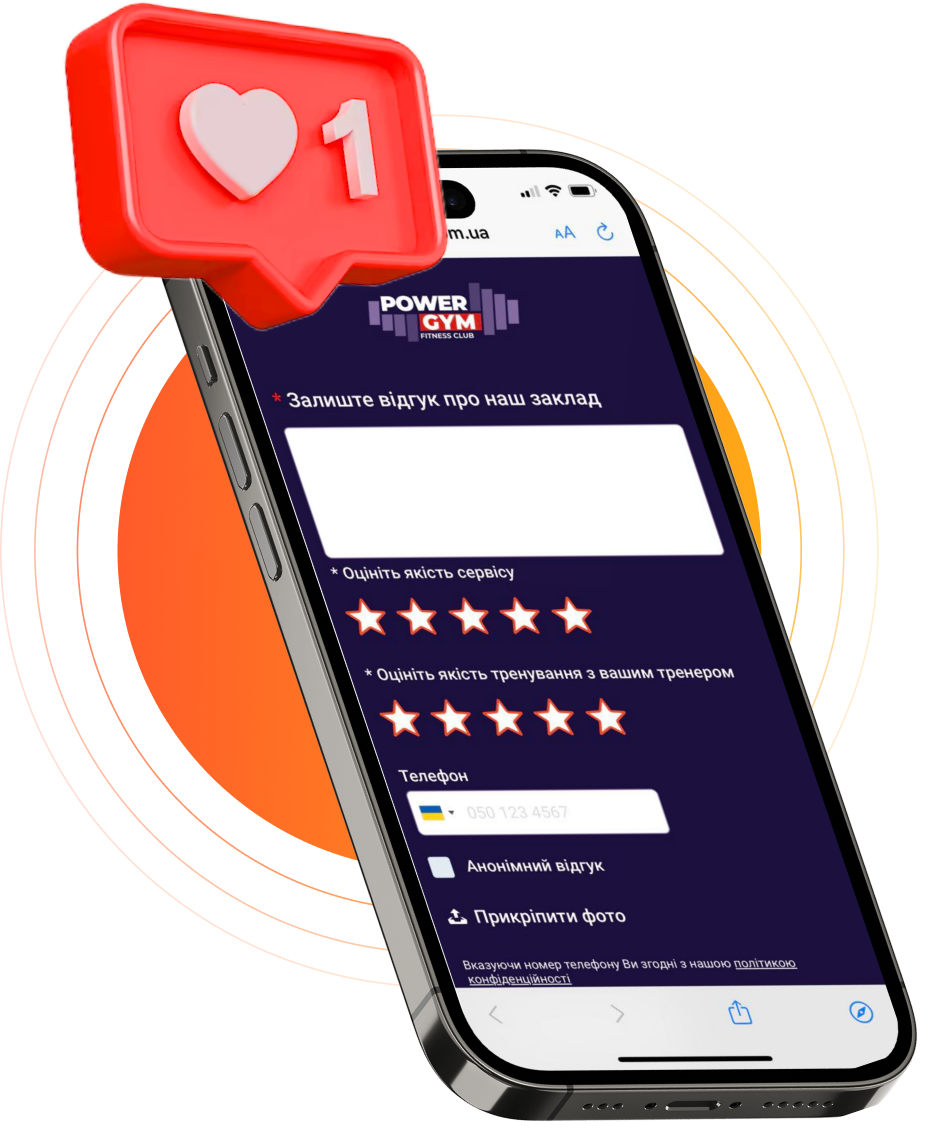 1
m.ua
AA
POWER
GYM
FITNESS CLUB
* Залиште відгук про наш заклад
* Оцініть якість сервісу
* Оцініть якість тренування з вашим тренером
Телефон
050 123 4567
Анонімний відгук
Прикріпити фото
Вказуючи номер телефону Ви згодні з нашою політикою
конфіденційності